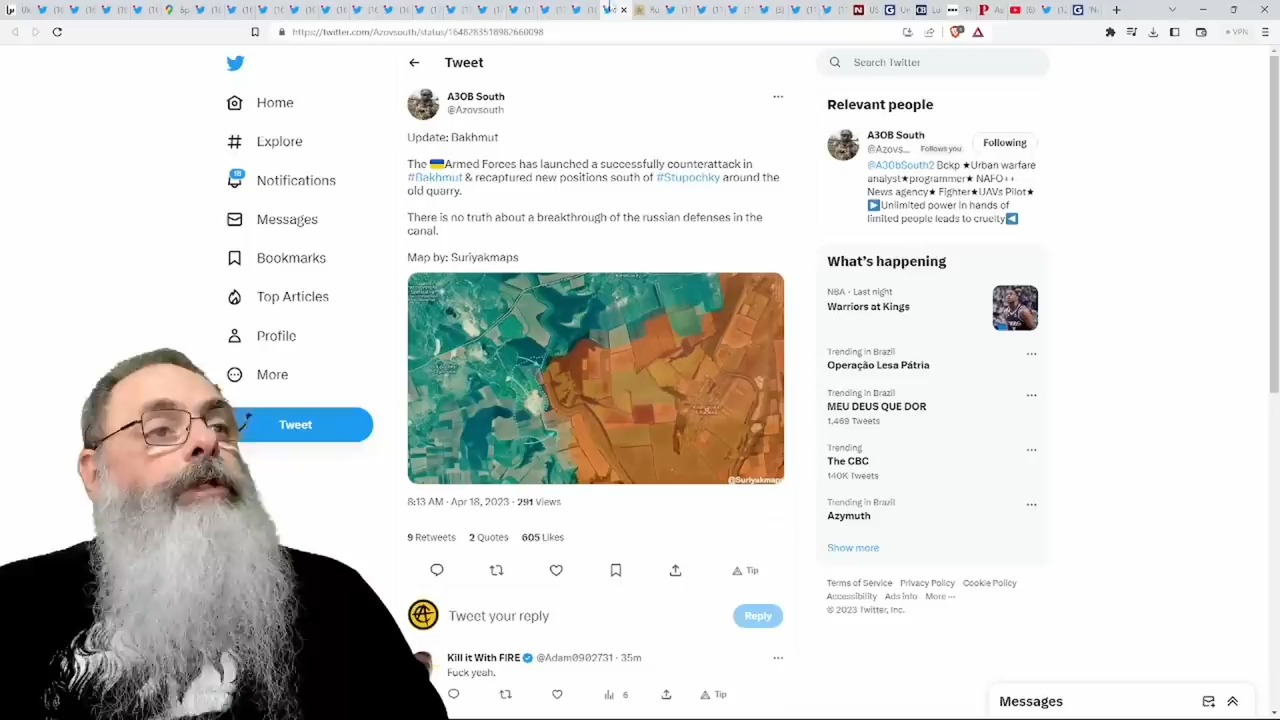 https://twitter.com/Azovsouth/status/1648283518982660098
VPN
Home
Explore
18
Notifications
Messages
Bookmarks
Top Articles
Profile
More
Tweet
Tweet
A3OB South
@Azovsouth
Update: Bakhmut
The Armed Forces has launched a successfully counterattack in
#Bakhmut & recaptured new positions south of #Stupochky around the
old quarry.
There is no truth about a breakthrough of the russian defenses in the
canal.
Map by: Suriyakmaps
@Suriyakmaps
8:13 AM · Apr 18, 2023 · 291 Views
9 Retweets 2 Quotes 605 Likes
Tip
Tweet your reply
Reply
Kill it With FIRE @Adam0902731 · 35m
Fuck yeah.
6
Tip
Search Twitter
Relevant people
A3OB South
@Azovs... Follows you
Following
@A3ObSouth2 Bckp ★Urban warfare
analyst★programmer★ NAFO++
News agency★ Fighter★UAVs Pilot★
▶Unlimited power in hands of
limited people leads to cruelty◀
What's happening
NBA · Last night
Warriors at Kings
Trending in Brazil
Operação Lesa Pátria
Trending in Brazil
MEU DEUS QUE DOR
1,469 Tweets
Trending
The CBC
140K Tweets
Trending in Brazil
Azymuth
Show more
Terms of Service Privacy Policy Cookie Policy
Accessibility Ads info More ···
© 2023 Twitter, Inc.
Messages